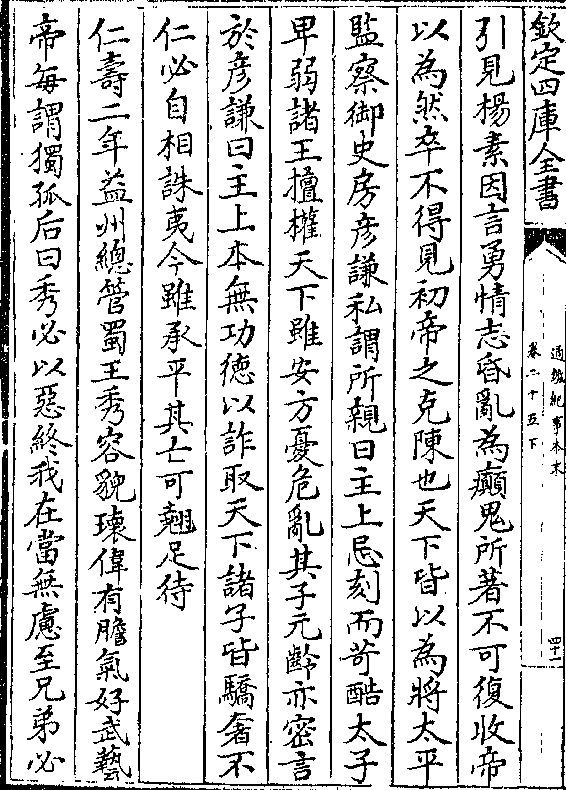 欽定四庫全書
通鑑紀事本末
卷二十五下
四十一
引見楊素因言勇情志昏亂為癲鬼所著不可復收帝
以為然卒不得見初帝之克陳也天下皆以為將太平
監察御史房彦謙私謂所親曰主上忌刻而苛酷太子
卑弱諸王擅權天下雖安方憂危亂其子元齡亦密言
於彦謙曰主上本無功德以詐取天下諸子皆驕奢不
仁必自相誅夷今雖承平其亡可翹足待
仁壽二年益州總管蜀王秀容貌瓌偉有膽氣好武藝
帝每謂獨孤后曰秀必以惡終我在當無慮至兄弟必